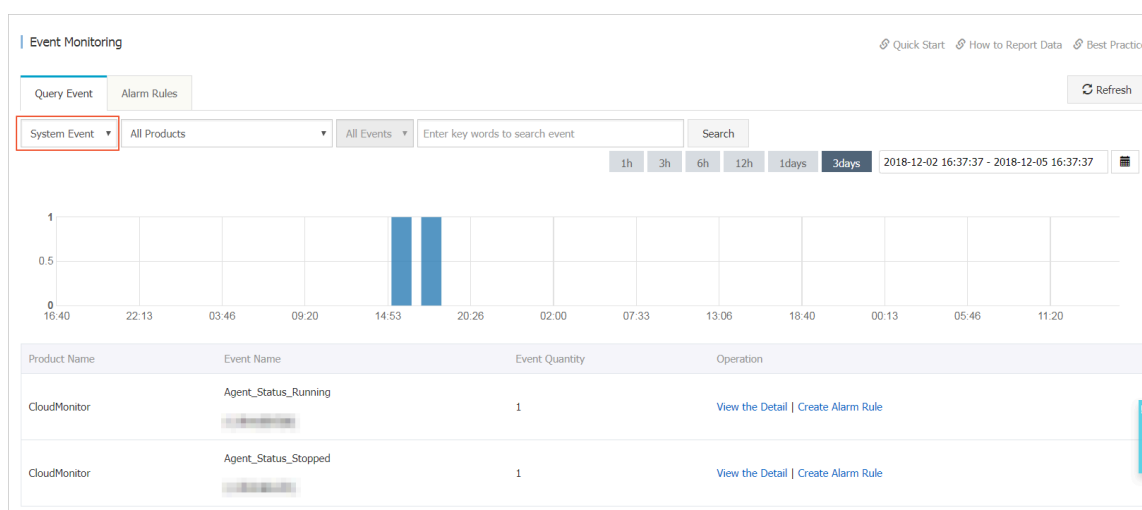 Event Monitoring
Quick Start How to Report Data Best Practic
Query Event Alarm Rules
Refresh
System Event All Products All Events Enter key words to search event Search
1h 3h 6h 12h 1days 3days 2018-12-02 16:37:37 - 2018-12-05 16:37:37
1
0.5
0
16:40 22:13 03:46 09:20 14:53 20:26 02:00 07:33 13:06 18:40 00:13 05:46 11:20
Product Name Event Name Event Quantity Operation
Agent_Status_Running
CloudMonitor 1 View the Detail | Create Alarm Rule
Agent_Status_Stopped
CloudMonitor 1 View the Detail | Create Alarm Rule